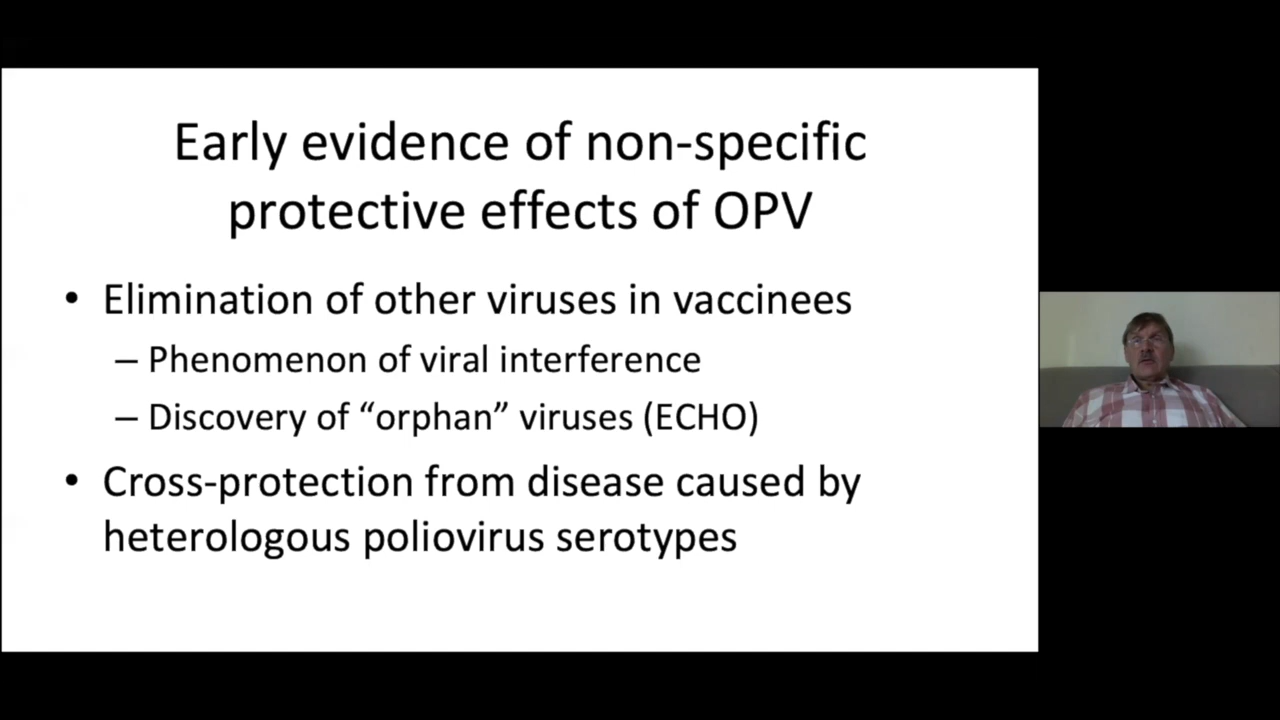 Early evidence of non-specific
protective effects of OPV
• Elimination of other viruses in vaccinees
– Phenomenon of viral interference
– Discovery of “orphan” viruses (ECHO)
• Cross-protection from disease caused by
heterologous poliovirus serotypes